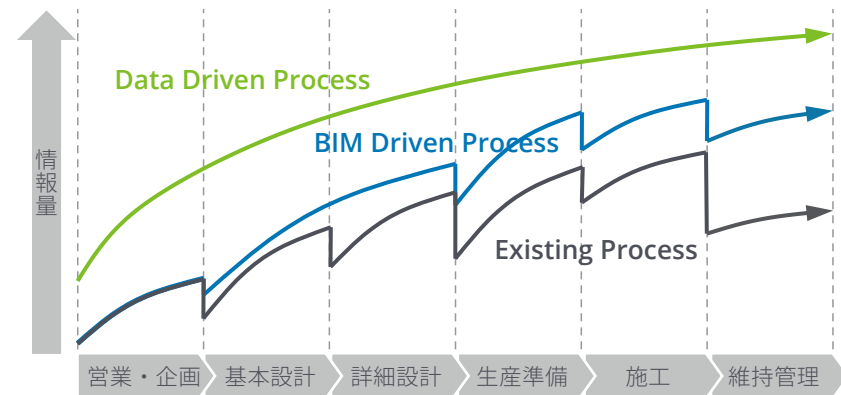 Data Driven Process
BIM Driven Process
情報量
Existing Process
営業・企画
基本設計
詳細設計
生産準備
施工
維持管理